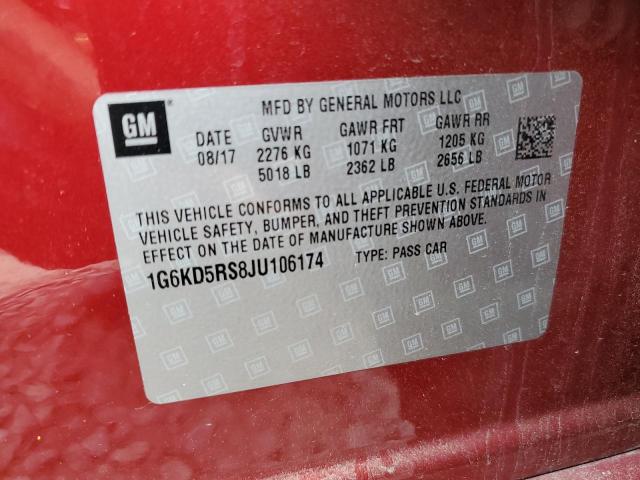 GM
MFD BY GENERAL MOTORS LLC
DATE GVWR GAWR FRT GAWR RR
08/17 2276 KG 1071 KG 1205 KG
5018 LB 2362 LB 2656 LB
THIS VEHICLE CONFORMS TO ALL APPLICABLE U.S. FEDERAL MOTOR
VEHICLE SAFETY, BUMPER, AND THEFT PREVENTION STANDARDS IN
EFFECT ON THE DATE OF MANUFACTURE SHOWN ABOVE.
1G6KD5RS8JU106174 TYPE: PASS CAR